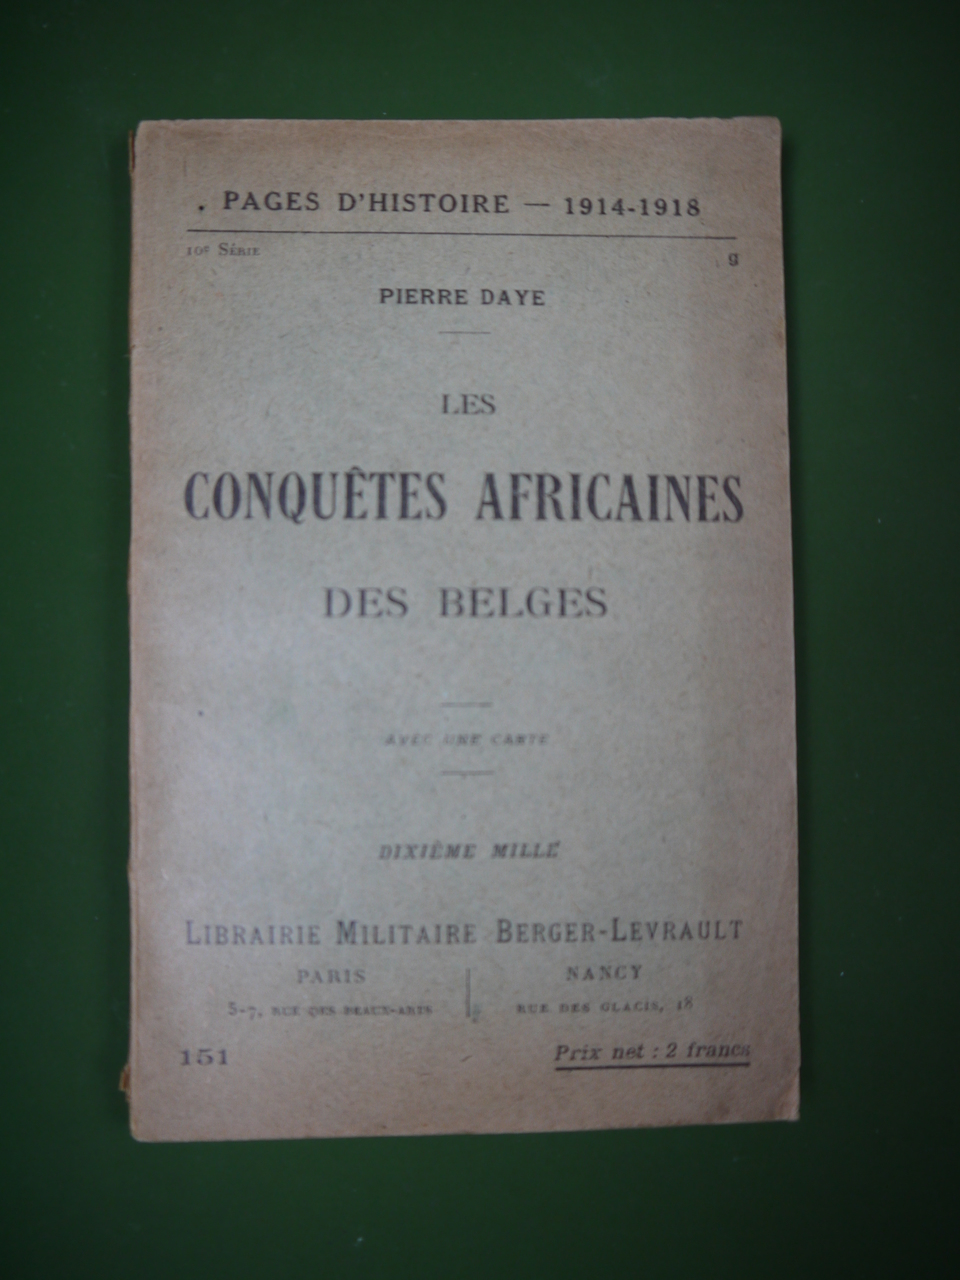 PAGES D'HISTOIRE — 1914-1918
10e SÉRIE
g
PIERRE DAYE
LES
CONQUÊTES AFRICAINES
DES BELGES
AVEC UNE CARTE
DIXIÈME MILLE
LIBRAIRIE MILITAIRE BERGER-LEVRAULT
PARIS
NANCY
5-7, RUE DES BEAUX-ARTS
RUE DES GLACIS, 18
151
Prix net : 2 francs